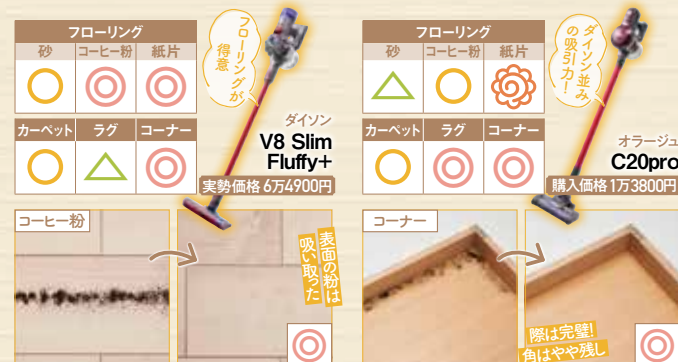 フローリング
砂 コーヒー粉 紙片
カーペット ラグ コーナー
フローリングが
得意
ダイソン
V8 Slim
Fluffy+
実勢価格 6万4900円
コーヒー粉
表面の粉は
吸い取った
フローリング
砂 コーヒー粉 紙片
カーペット ラグ コーナー
ダイソン並み
の吸引力!
オラージュ
C20pro
購入価格 1万3800円
コーナー
際は完璧!
角はやや残し